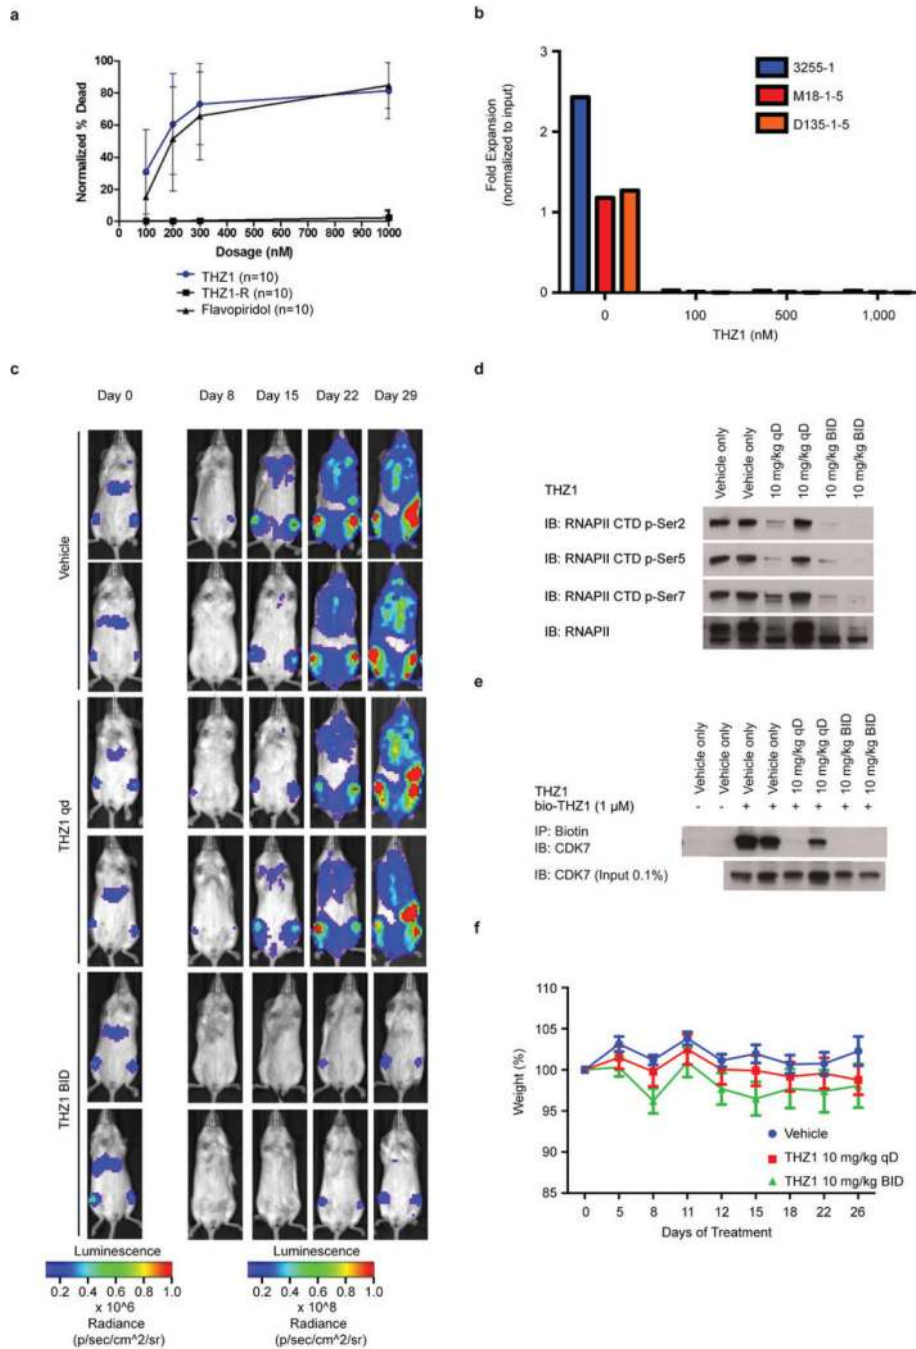 a
100
80
60
40
20
0
Normalized % Dead
0 100 200 300 400 500 600 700 800 900 1000
Dosage (nM)
THZ1 (n=10)
THZ1-R (n=10)
Flavopiridol (n=10)
b
3
2
1
0
Fold Expansion
(normalized to input)
3255-1
M18-1-5
D135-1-5
0 100 500 1,000
THZ1 (nM)
c
Day 0 Day 8 Day 15 Day 22 Day 29
Vehicle
THZ1 qd
THZ1 BID
Luminescence Luminescence
0.2 0.4 0.6 0.8 1.0 0.2 0.4 0.6 0.8 1.0
x 10^6 x 10^8
Radiance Radiance
(p/sec/cm^2/sr) (p/sec/cm^2/sr)
d
Vehicle only
Vehicle only
10 mg/kg qD
10 mg/kg qD
10 mg/kg BID
10 mg/kg BID
THZ1
IB: RNAPII CTD p-Ser2
IB: RNAPII CTD p-Ser5
IB: RNAPII CTD p-Ser7
IB: RNAPII
e
Vehicle only
Vehicle only
Vehicle only
Vehicle only
10 mg/kg qD
10 mg/kg qD
10 mg/kg BID
10 mg/kg BID
THZ1
bio-THZ1 (1 µM) - - + + + + + +
IP: Biotin
IB: CDK7
IB: CDK7 (Input 0.1%)
f
110
105
100
95
90
85
Weight (%)
Vehicle
THZ1 10 mg/kg qD
THZ1 10 mg/kg BID
0 5 8 11 12 15 18 22 26
Days of Treatment